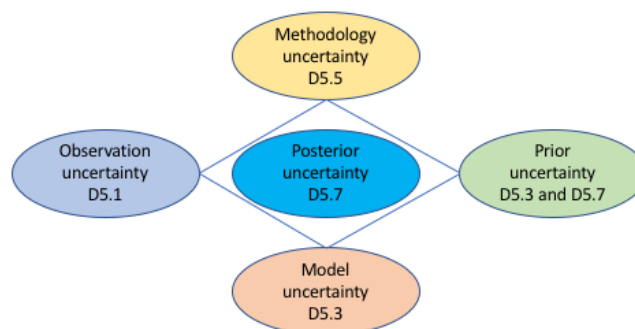 Methodology
uncertainty
D5.5
Observation
uncertainty
D5.1
Posterior
uncertainty
D5.7
Prior
uncertainty
D5.3 and D5.7
Model
uncertainty
D5.3